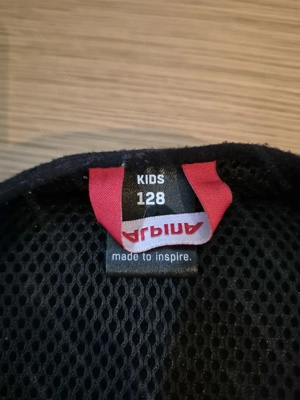 KIDS
128
ALPINA
made to inspire.